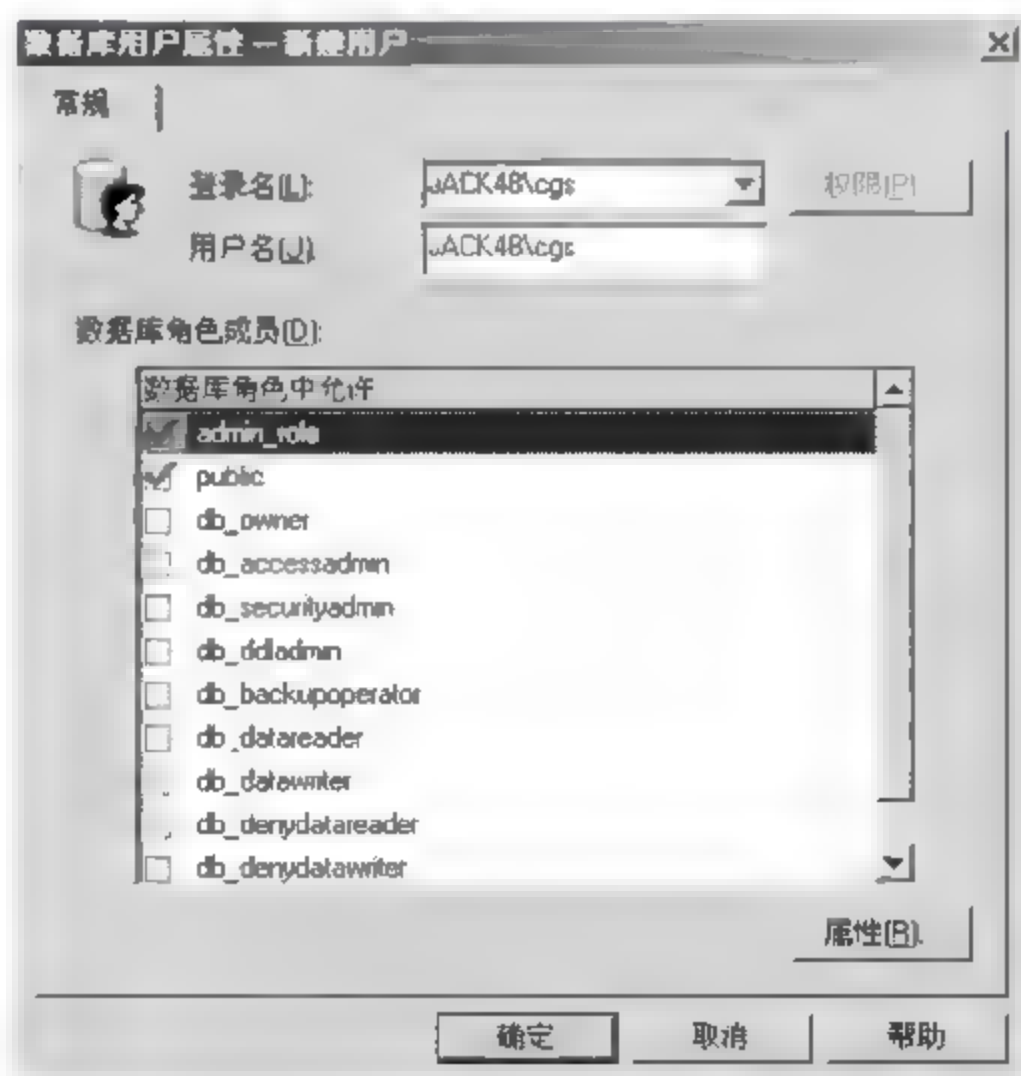 数据库用户属性 - 新建用户
常规
登录名(L):
JACK48\cgs
权限(P)
用户名(U)
JACK48\cgs
数据库角色成员(D):
数据库角色中允许
admin_role
public
db_owner
db_accessadmin
db_securityadmin
db_ddladmin
db_backupoperator
db_datareader
db_datawriter
db_denydatareader
db_denydatawriter
属性(R).
确定
取消
帮助